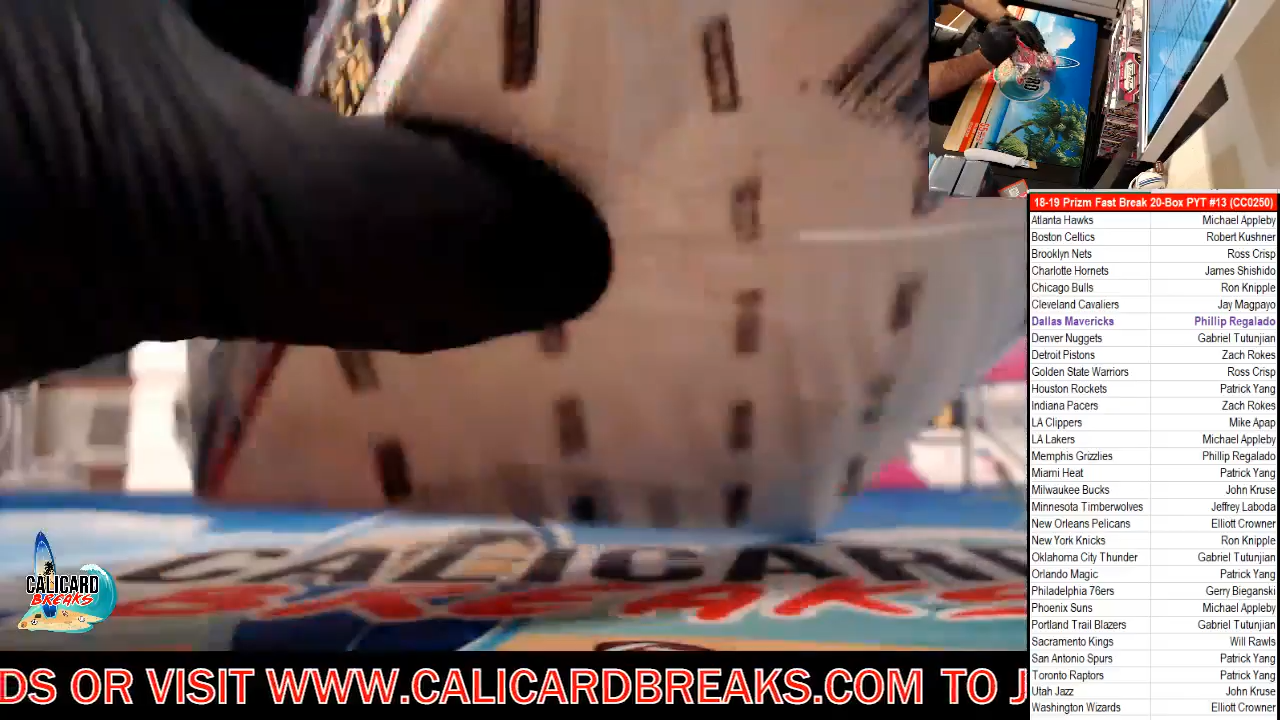 18-19 Prizm Fast Break 20-Box PYT #13 (CC0250)
Atlanta Hawks Michael Appleby
Boston Celtics Robert Kushner
Brooklyn Nets Ross Crisp
Charlotte Hornets James Shishido
Chicago Bulls Ron Knipple
Cleveland Cavaliers Jay Magpayo
Dallas Mavericks Phillip Regalado
Denver Nuggets Gabriel Tutunjian
Detroit Pistons Zach Rokes
Golden State Warriors Ross Crisp
Houston Rockets Patrick Yang
Indiana Pacers Zach Rokes
LA Clippers Mike Apap
LA Lakers Michael Appleby
Memphis Grizzlies Phillip Regalado
Miami Heat Patrick Yang
Milwaukee Bucks John Kruse
Minnesota Timberwolves Jeffrey Laboda
New Orleans Pelicans Elliott Crowner
New York Knicks Ron Knipple
Oklahoma City Thunder Gabriel Tutunjian
Orlando Magic Patrick Yang
Philadelphia 76ers Gerry Bieganski
Phoenix Suns Michael Appleby
Portland Trail Blazers Gabriel Tutunjian
Sacramento Kings Will Rawls
San Antonio Spurs Patrick Yang
Toronto Raptors Patrick Yang
Utah Jazz John Kruse
Washington Wizards Elliott Crowner
CALICAR
BREAKS
CALICARD
BREAKS
DS OR VISIT WWW.CALICARDBREAKS.COM TO J